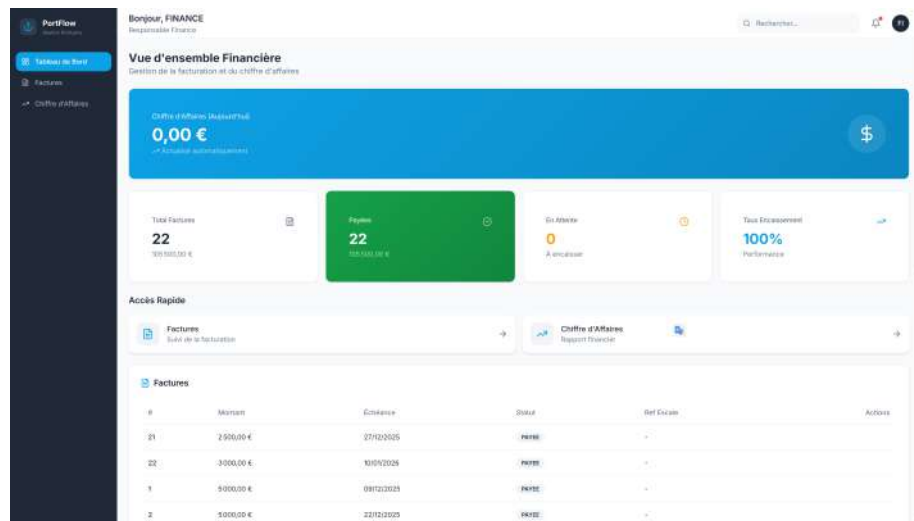 PortFlow
Bonjour, FINANCE
Responsable Finance
Rechercher...
FI
Tableau de Bord
Factures
Chiffre d'Affaires
Vue d'ensemble Financière
Gestion de la facturation et du chiffre d'affaires
Chiffre d'Affaires (Aujourd'hui)
0,00 €
Actualisé automatiquement
Total Factures
22
Payées
22
En Attente
0
À encaisser
Taux Encaissement
100%
Performance
Accès Rapide
Factures
Suivi de la facturation
Chiffre d'Affaires
Rapport financier
Factures
# Montant Échéance Statut Ref Escale Actions
21 2 500,00 € 27/12/2025 PAYEE -
22 3 000,00 € 10/01/2026 PAYEE -
1 5 000,00 € 09/12/2025 PAYEE -
2 5 000,00 € 22/12/2025 PAYEE -